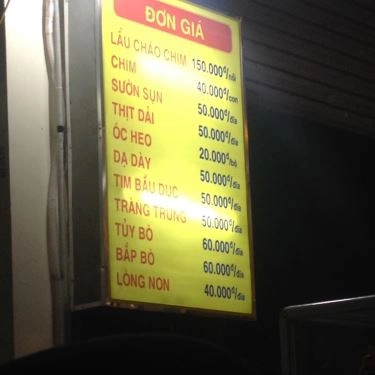 ĐƠN GIÁ
LẨU CHÁO CHIM 150.000đ/nồi
CHIM 40.000đ/con
SƯỜN SỤN 50.000đ/dĩa
THỊT DẢI 50.000đ/dĩa
ÓC HEO 20.000đ/bộ
DẠ DÀY 50.000đ/dĩa
TIM BẦU DỤC 50.000đ/dĩa
TRÀNG TRỨNG 50.000đ/dĩa
TỦY BÒ 60.000đ/dĩa
BẮP BÒ 60.000đ/dĩa
LÒNG NON 40.000đ/dĩa